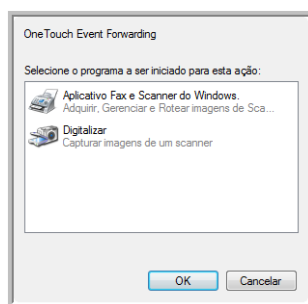 OneTouch Event Forwarding
Selecione o programa a ser iniciado para esta ação:
Aplicativo Fax e Scanner do Windows.
Adquirir, Gerenciar e Rotear imagens de Sca...
Digitalizar
Capturar imagens de um scanner
OK Cancelar